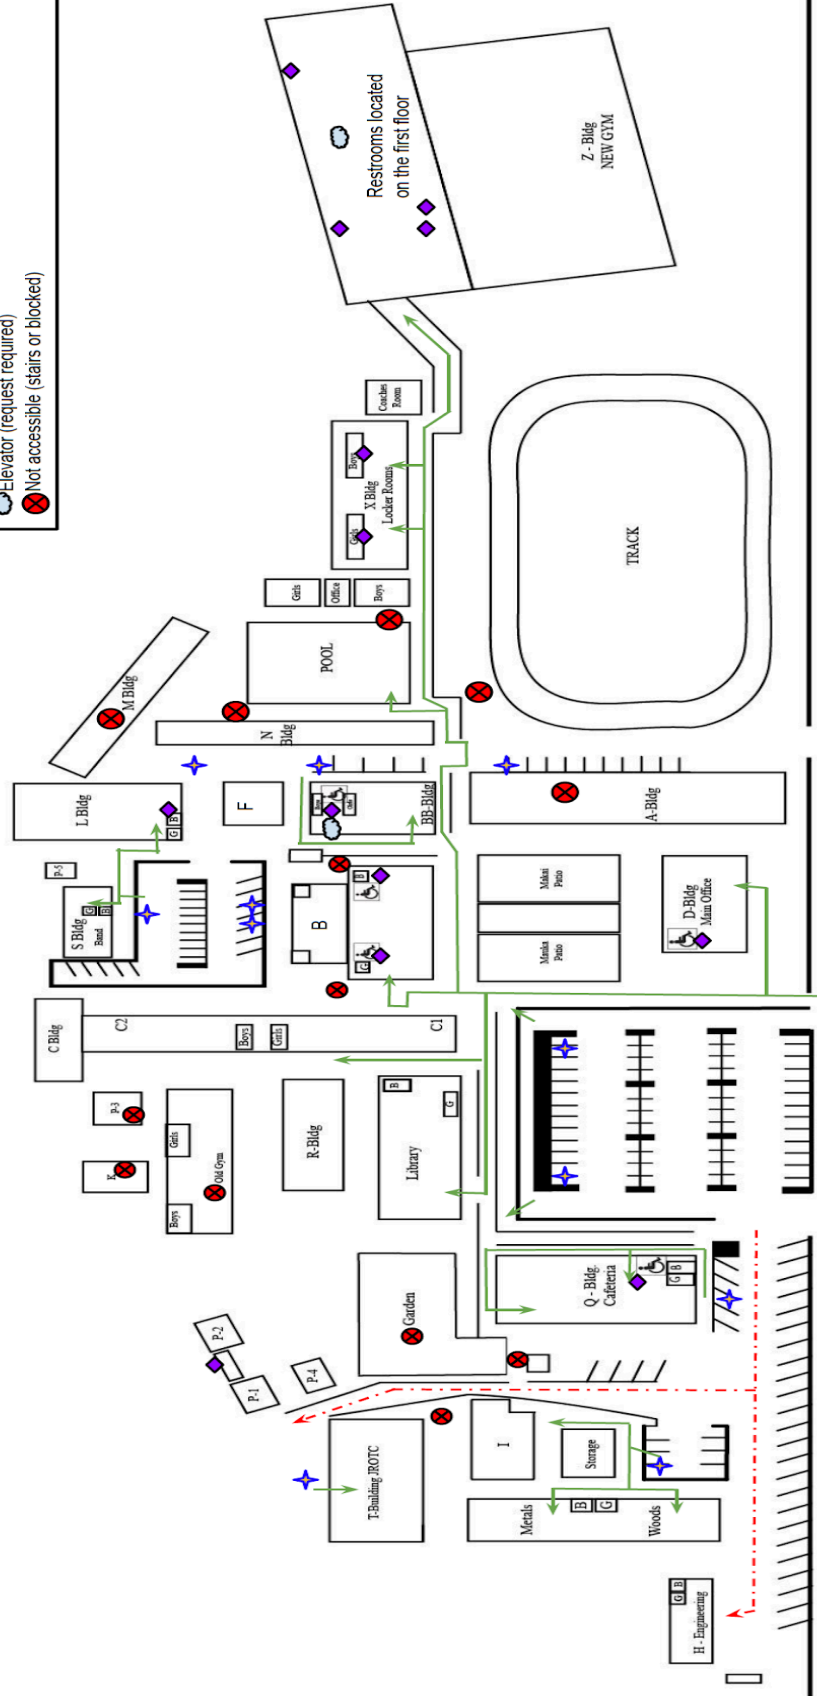 Elevator (request required)
Not accessible (stairs or blocked)
Restrooms located
on the first floor
Z - Bldg
NEW GYM
Coaches
Room
Boys
X Bldg
Locker Rooms
Girls
Girls
Office
Boys
POOL
TRACK
M Bldg
N
Bldg
L Bldg
B
G
F
Boys
Girls
BB-Bldg
A-Bldg
P-5
S Bldg
Band
G
B
B
B
G
Makai
Patio
Mauka
Patio
D-Bldg
Main Office
C Bldg
C2
Boys
Girls
C1
P-3
K
Girls
Old Gym
Boys
R-Bldg
B
G
Library
Garden
Q - Bldg.
Cafeteria
B
G
P-2
P-1
P-4
T-Building JROTC
I
Storage
Metals
B
G
Woods
B
G
H - Engineering